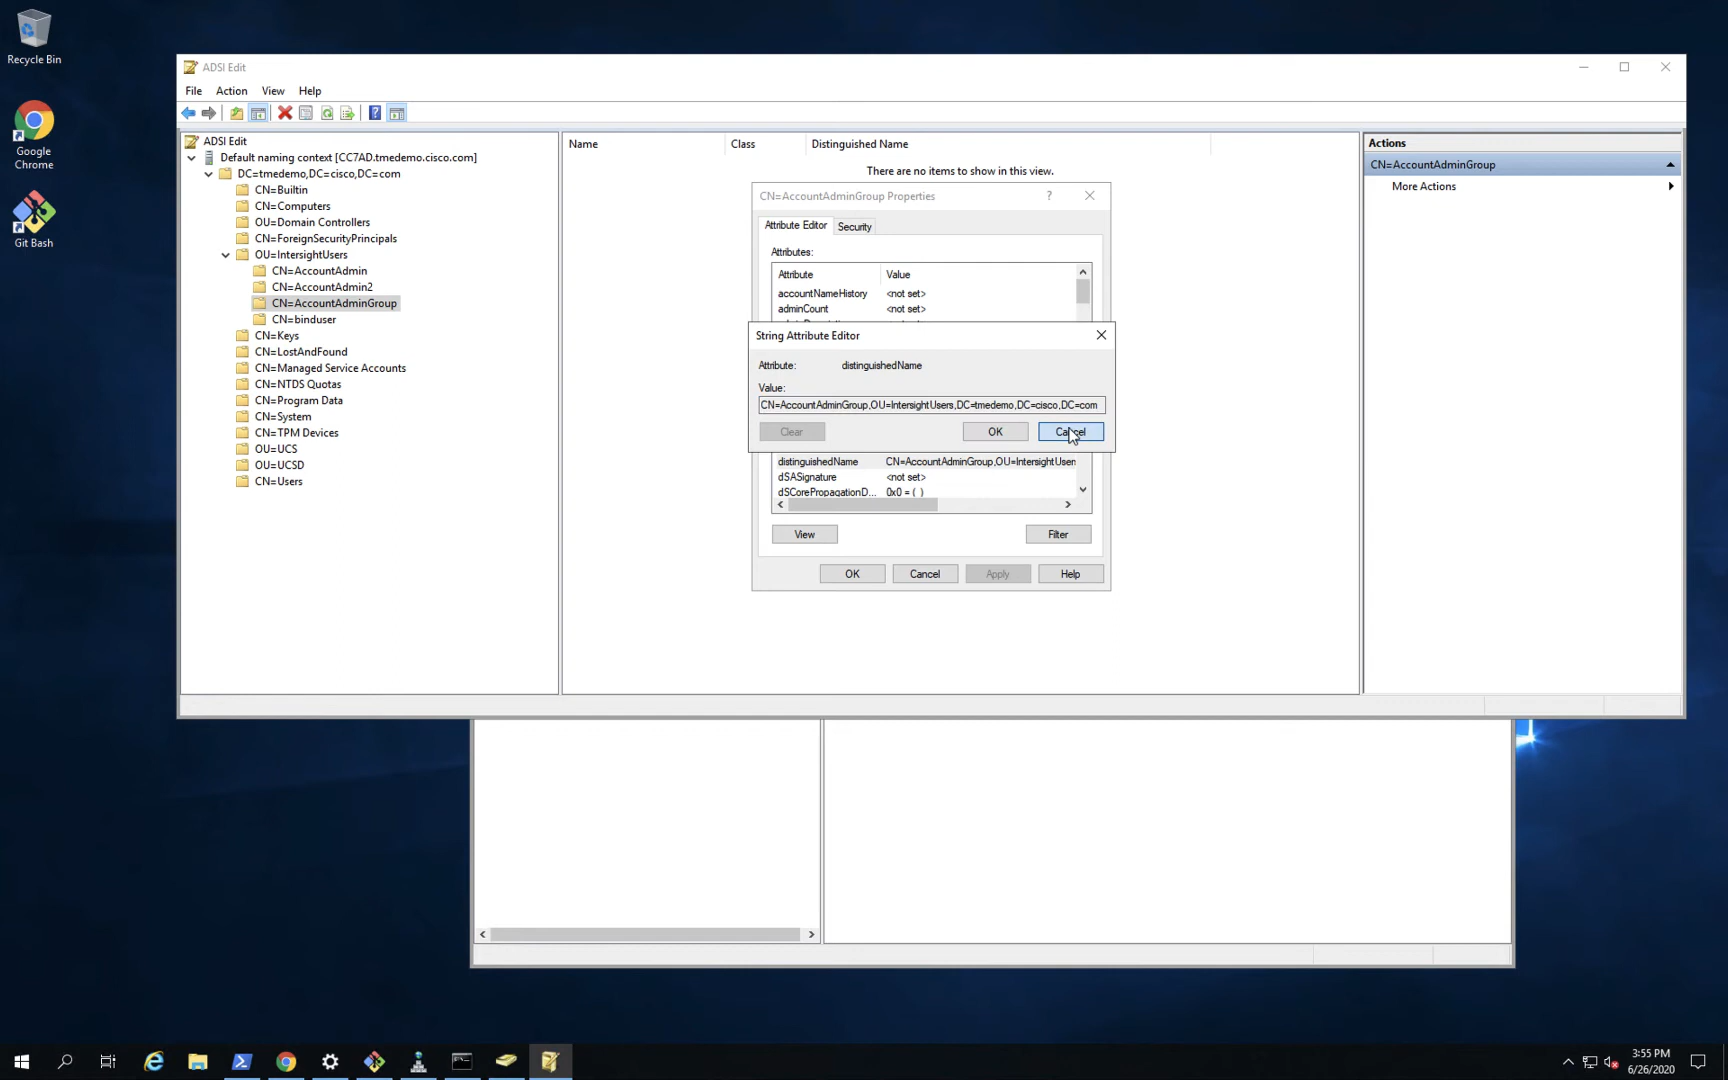 Recycle Bin
Google
Chrome
Git Bash
ADSI Edit
File Action View Help
ADSI Edit
Default naming context [CC7AD.tmedemo.cisco.com]
DC=tmedemo,DC=cisco,DC=com
CN=Builtin
CN=Computers
OU=Domain Controllers
CN=ForeignSecurityPrincipals
OU=IntersightUsers
CN=AccountAdmin
CN=AccountAdmin2
CN=AccountAdminGroup
CN=binduser
CN=Keys
CN=LostAndFound
CN=Managed Service Accounts
CN=NTDS Quotas
CN=Program Data
CN=System
CN=TPM Devices
OU=UCS
OU=UCSD
CN=Users
Name Class Distinguished Name
There are no items to show in this view.
CN=AccountAdminGroup Properties ?
Attribute Editor Security
Attributes:
Attribute Value
accountNameHistory <not set>
adminCount <not set>
String Attribute Editor
Attribute: distinguishedName
Value:
CN=AccountAdminGroup,OU=IntersightUsers,DC=tmedemo,DC=cisco,DC=com
Clear OK Cancel
distinguishedName CN=AccountAdminGroup,OU=IntersightUsers
dSASignature <not set>
dSCorePropagationD... 0x0 = ( )
View Filter
OK Cancel Apply Help
Actions
CN=AccountAdminGroup
More Actions
3:55 PM
6/26/2020